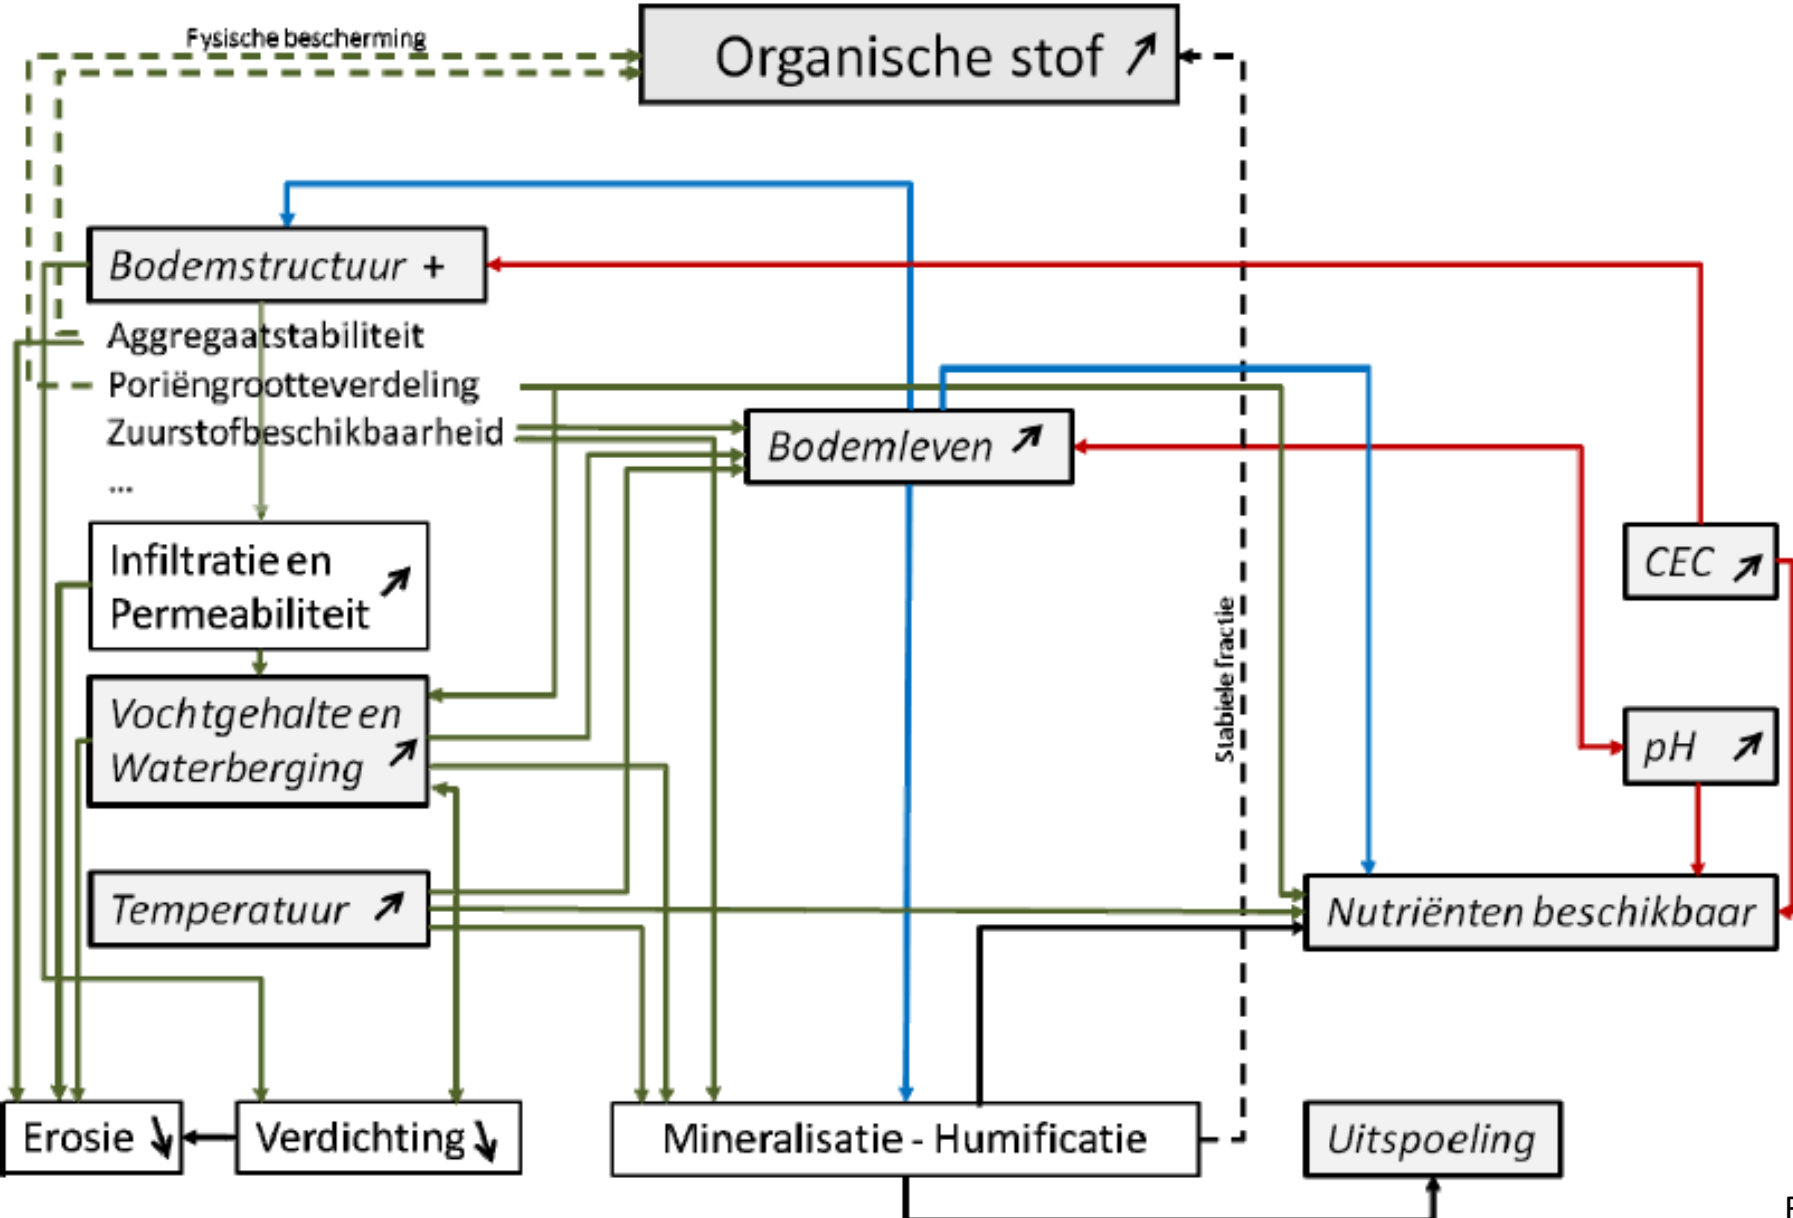 Fysische bescherming
Organische stof
Bodemstructuur +
Aggregaatstabiliteit
Poriëngrootteverdeling
Zuurstofbeschikbaarheid
...
Bodemleven
Infiltratie en
Permeabiliteit
CEC
Stabiele fractie
Vochtgehalte en
Waterberging
pH
Temperatuur
Nutriënten beschikbaar
Erosie
Verdichting
Mineralisatie - Humificatie
Uitspoeling